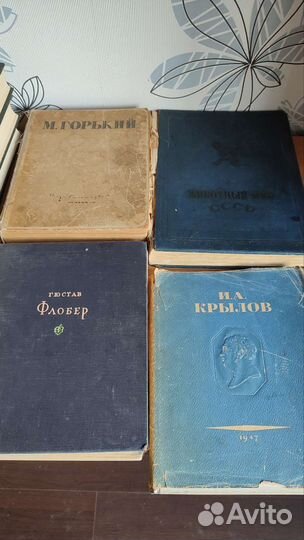 М. ГОРЬКИЙ
ЖИВОТНЫЙ МИР
СССР
ГЮСТАВ
Флобер
И.А.
КРЫЛОВ
1947
Avito